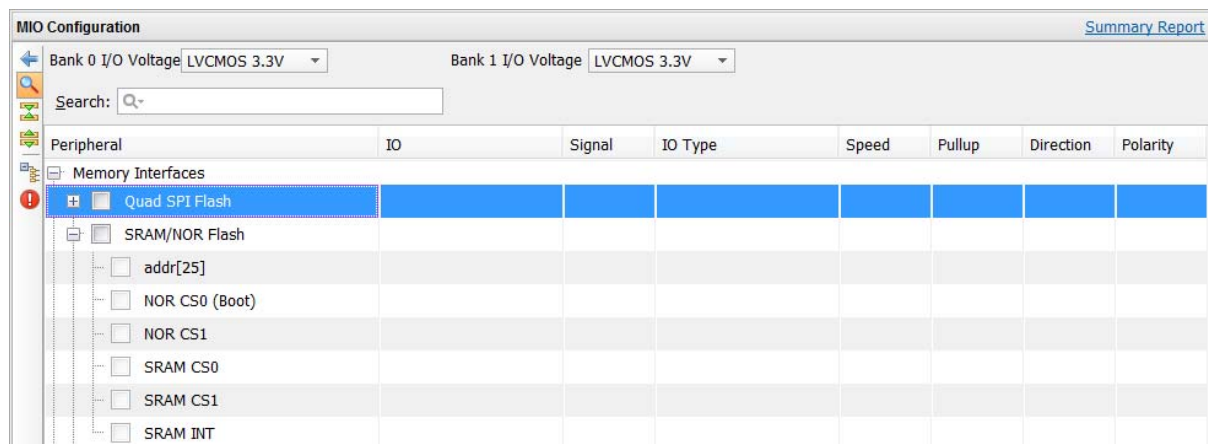 MIO Configuration Summary Report
Bank 0 I/O Voltage LVCMOS 3.3V Bank 1 I/O Voltage LVCMOS 3.3V
Search:
Peripheral IO Signal IO Type Speed Pullup Direction Polarity
Memory Interfaces
Quad SPI Flash
SRAM/NOR Flash
addr[25]
NOR CS0 (Boot)
NOR CS1
SRAM CS0
SRAM CS1
SRAM INT